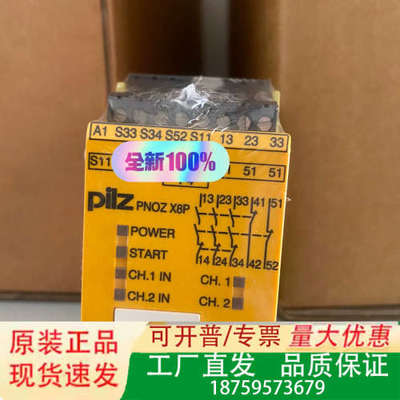 A1 S33 S34 S52 S11 13 23 33
S11 51 51
全新100%
pilz PNOZ X8P
13 23 33 41 51
POWER
START
14 24 34 42 52
CH.1 IN CH. 1
CH.2 IN CH. 2
原装正品 可开普/专票 量大优惠
现货速发 工厂直发 品质保证
18759573679